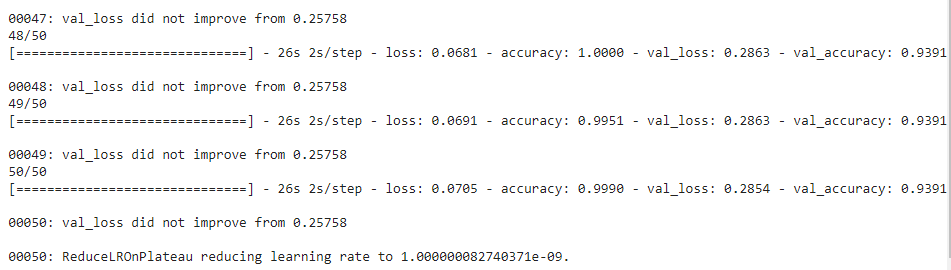 00047: val_loss did not improve from 0.25758
48/50
[==============================] - 26s 2s/step - loss: 0.0681 - accuracy: 1.0000 - val_loss: 0.2863 - val_accuracy: 0.9391
00048: val_loss did not improve from 0.25758
49/50
[==============================] - 26s 2s/step - loss: 0.0691 - accuracy: 0.9951 - val_loss: 0.2863 - val_accuracy: 0.9391
00049: val_loss did not improve from 0.25758
50/50
[==============================] - 26s 2s/step - loss: 0.0705 - accuracy: 0.9990 - val_loss: 0.2854 - val_accuracy: 0.9391
00050: val_loss did not improve from 0.25758
00050: ReduceLROnPlateau reducing learning rate to 1.000000082740371e-09.